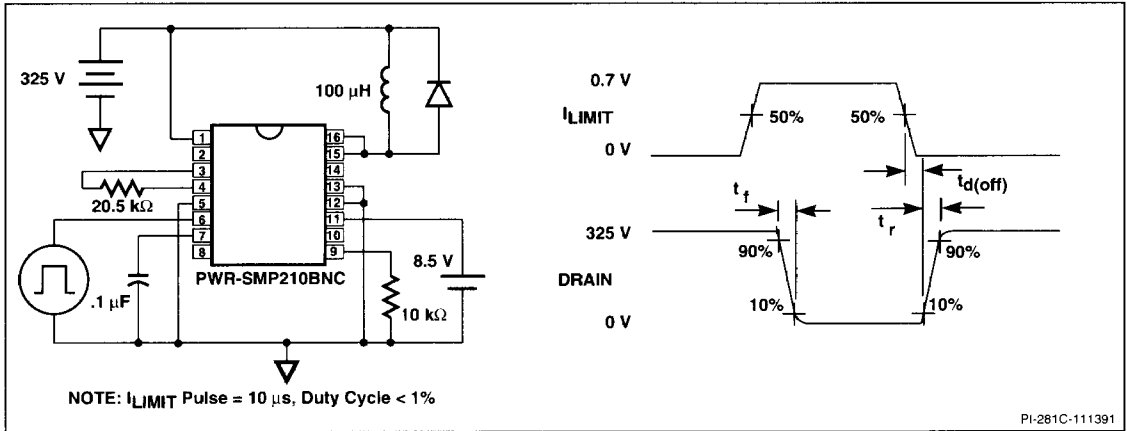 325 V
100 µH
1
2
3
4
5
6
7
8
16
15
14
13
12
11
10
9
20.5 kΩ
.1 µF
PWR-SMP210BNC
8.5 V
10 kΩ
NOTE: ILIMIT Pulse = 10 µs, Duty Cycle < 1%
0.7 V
ILIMIT
50%
50%
0 V
tf
td(off)
tr
325 V
90%
90%
DRAIN
10%
10%
0 V
PI-281C-111391